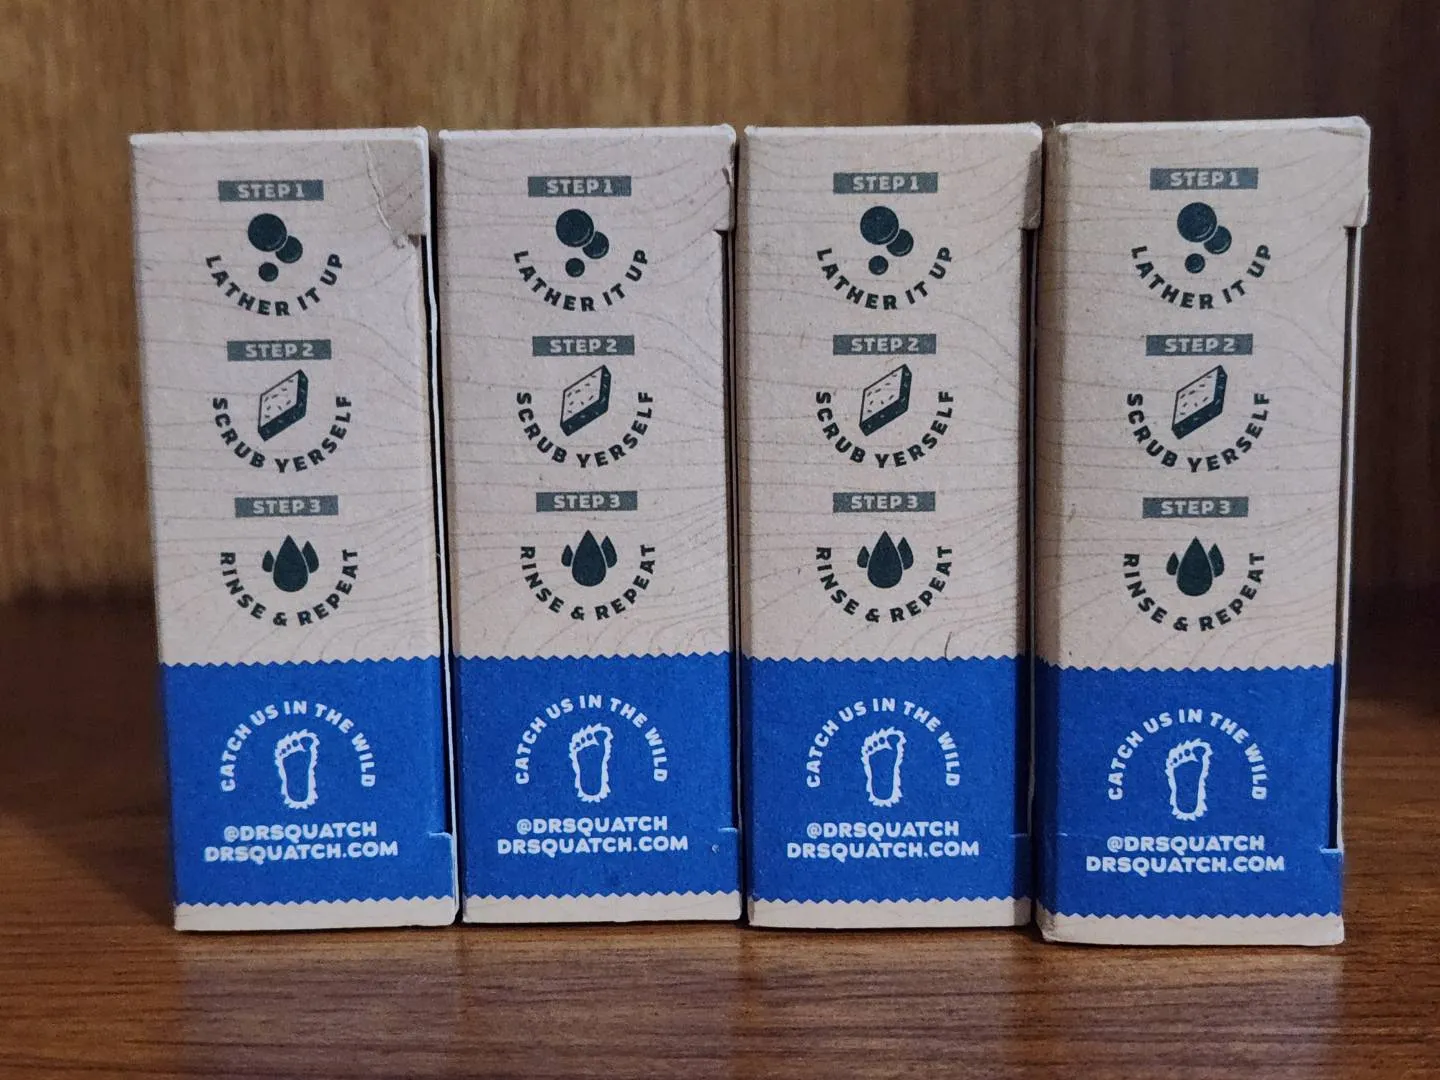 STEP 1
LATHER IT UP
STEP 2
SCRUB YERSELF
STEP 3
RINSE & REPEAT
CATCH US IN THE WILD
@DRSQUATCH
DRSQUATCH.COM
STEP 1
LATHER IT UP
STEP 2
SCRUB YERSELF
STEP 3
RINSE & REPEAT
CATCH US IN THE WILD
@DRSQUATCH
DRSQUATCH.COM
STEP 1
LATHER IT UP
STEP 2
SCRUB YERSELF
STEP 3
RINSE & REPEAT
CATCH US IN THE WILD
@DRSQUATCH
DRSQUATCH.COM
STEP 1
LATHER IT UP
STEP 2
SCRUB YERSELF
STEP 3
RINSE & REPEAT
CATCH US IN THE WILD
@DRSQUATCH
DRSQUATCH.COM